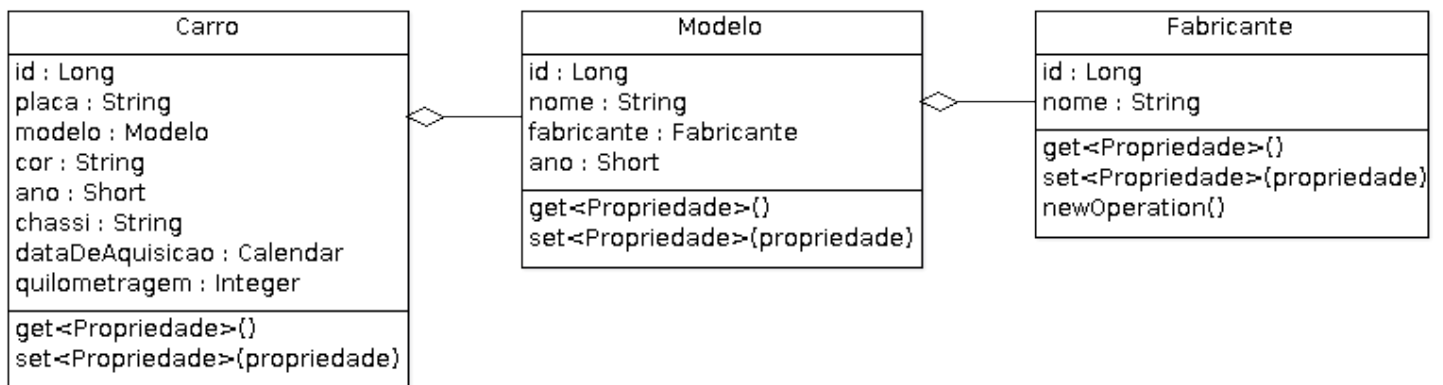 Carro
id : Long
placa : String
modelo : Modelo
cor : String
ano : Short
chassi : String
dataDeAquisicao : Calendar
quilometragem : Integer
get<Propriedade>()
set<Propriedade>(propriedade)
Modelo
id : Long
nome : String
fabricante : Fabricante
ano : Short
get<Propriedade>()
set<Propriedade>(propriedade)
Fabricante
id : Long
nome : String
get<Propriedade>()
set<Propriedade>(propriedade)
newOperation()